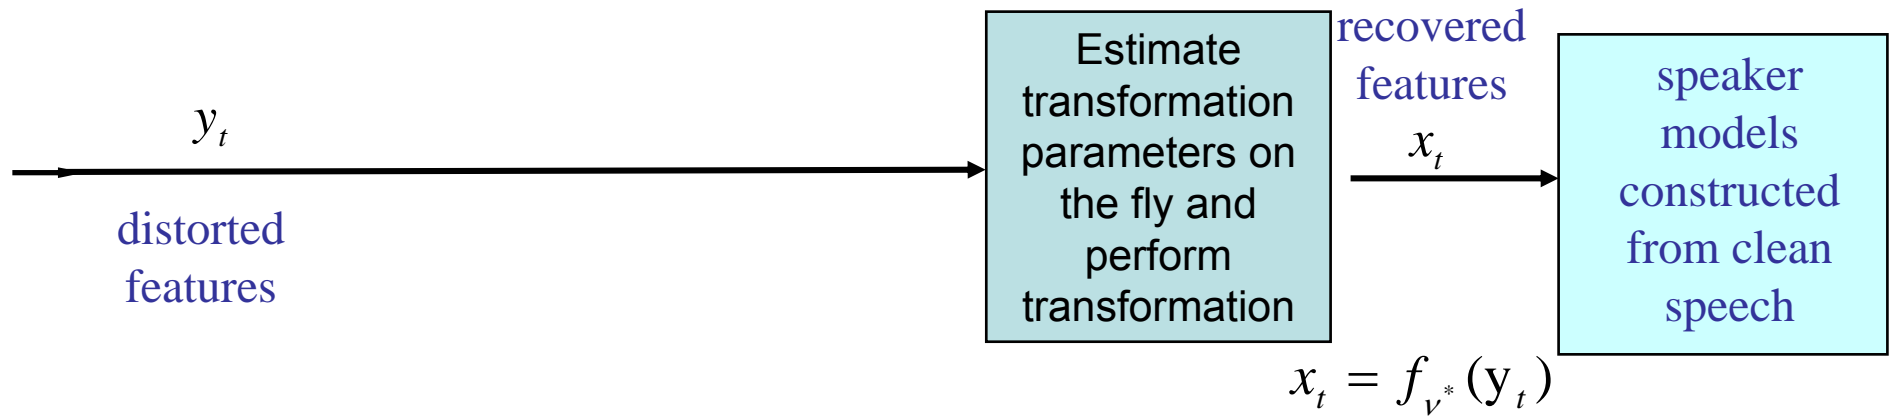 y_t
distorted
features
Estimate
transformation
parameters on
the fly and
perform
transformation
recovered
features
x_t
speaker
models
constructed
from clean
speech
x_t = f_{ν*}(y_t)